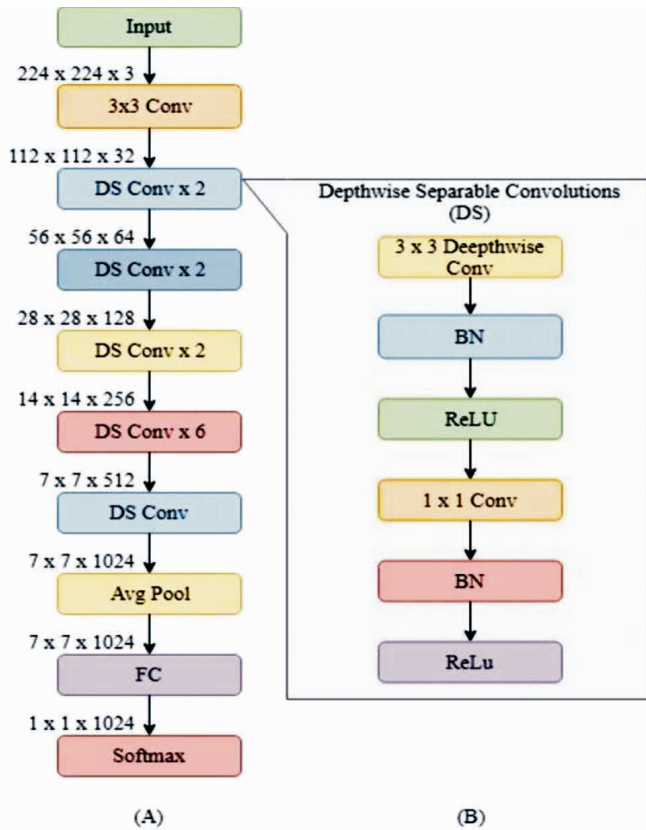 Input
224 x 224 x 3
3x3 Conv
112 x 112 x 32
DS Conv x 2
56 x 56 x 64
DS Conv x 2
28 x 28 x 128
DS Conv x 2
14 x 14 x 256
DS Conv x 6
7 x 7 x 512
DS Conv
7 x 7 x 1024
Avg Pool
7 x 7 x 1024
FC
1 x 1 x 1024
Softmax
(A)
Depthwise Separable Convolutions
(DS)
3 x 3 Deepthwise
Conv
BN
ReLU
1 x 1 Conv
BN
ReLu
(B)